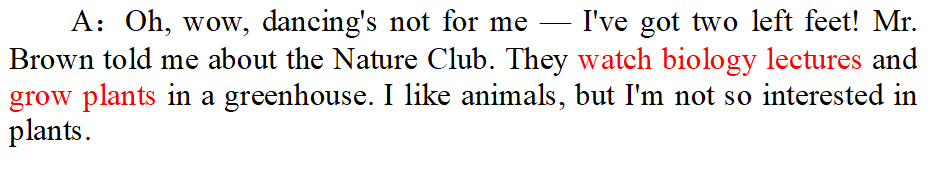 A：Oh, wow, dancing's not for me — I've got two left feet! Mr.
Brown told me about the Nature Club. They watch biology lectures and
grow plants in a greenhouse. I like animals, but I'm not so interested in
plants.